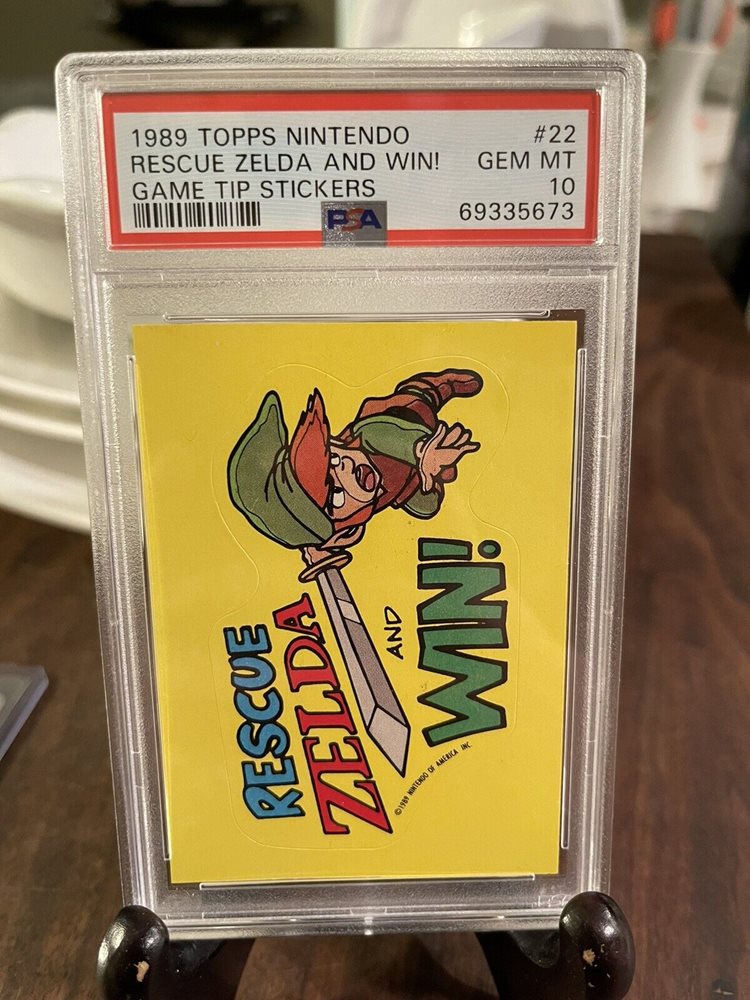 1989 TOPPS NINTENDO #22
RESCUE ZELDA AND WIN! GEM MT
GAME TIP STICKERS 10
PSA 69335673
RESCUE
ZELDA
AND
WIN!
©1989 NINTENDO OF AMERICA INC.